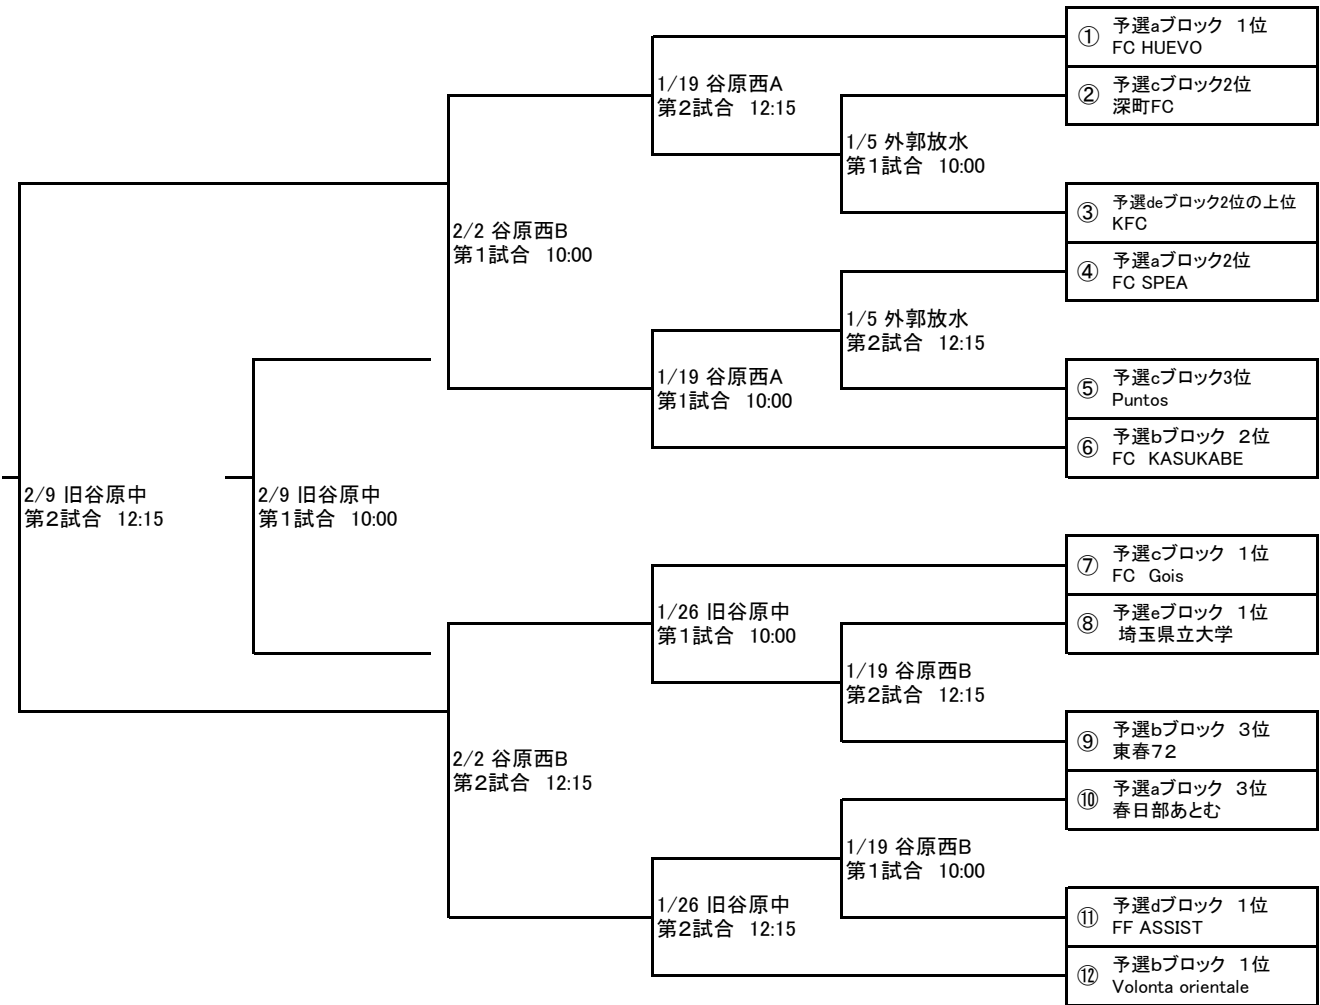 ① 予選aブロック　1位
FC HUEVO
② 予選cブロック2位
深町FC
1/19 谷原西A
第2試合　12:15
1/5 外郭放水
第1試合　10:00
③ 予選deブロック2位の上位
KFC
2/2 谷原西B
第1試合　10:00
④ 予選aブロック2位
FC SPEA
1/5 外郭放水
第2試合　12:15
1/19 谷原西A
第1試合　10:00
⑤ 予選cブロック3位
Puntos
⑥ 予選bブロック　2位
FC　KASUKABE
2/9 旧谷原中
第2試合　12:15
2/9 旧谷原中
第1試合　10:00
⑦ 予選cブロック　1位
FC　Gois
1/26 旧谷原中
第1試合　10:00
⑧ 予選eブロック　1位
埼玉県立大学
1/19 谷原西B
第2試合　12:15
⑨ 予選bブロック　3位
東春72
2/2 谷原西B
第2試合　12:15
⑩ 予選aブロック　3位
春日部あとむ
1/19 谷原西B
第1試合　10:00
1/26 旧谷原中
第2試合　12:15
⑪ 予選dブロック　1位
FF ASSIST
⑫ 予選bブロック　1位
Volonta orientale